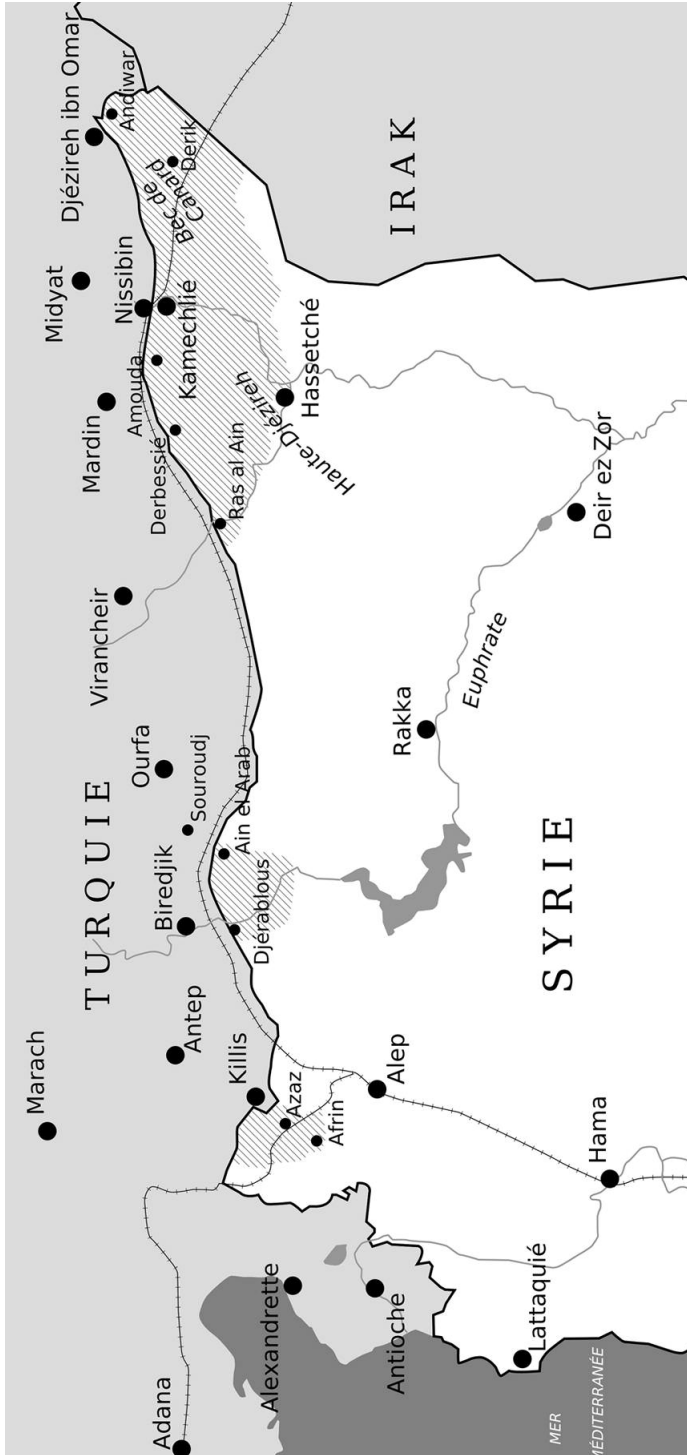 Marach
Adana
Antep
TURQUIE
Biredjik
Ourfa
Souroudj
Virancheir
Mardin
Midyat
Djézireh ibn Omar
Killis
Djérablous
Ain el Arab
Derbessié
Amouda
Nissibin
Kamechlié
Bec de
Canard
Andiwar
Derik
Ras al Ain
Haute-Djézireh
Hassetché
Alexandrette
Antioche
Azaz
Afrin
Alep
Rakka
Euphrate
Deir ez Zor
IRAK
Lattaquié
Hama
SYRIE
MER
MÉDITERRANÉE